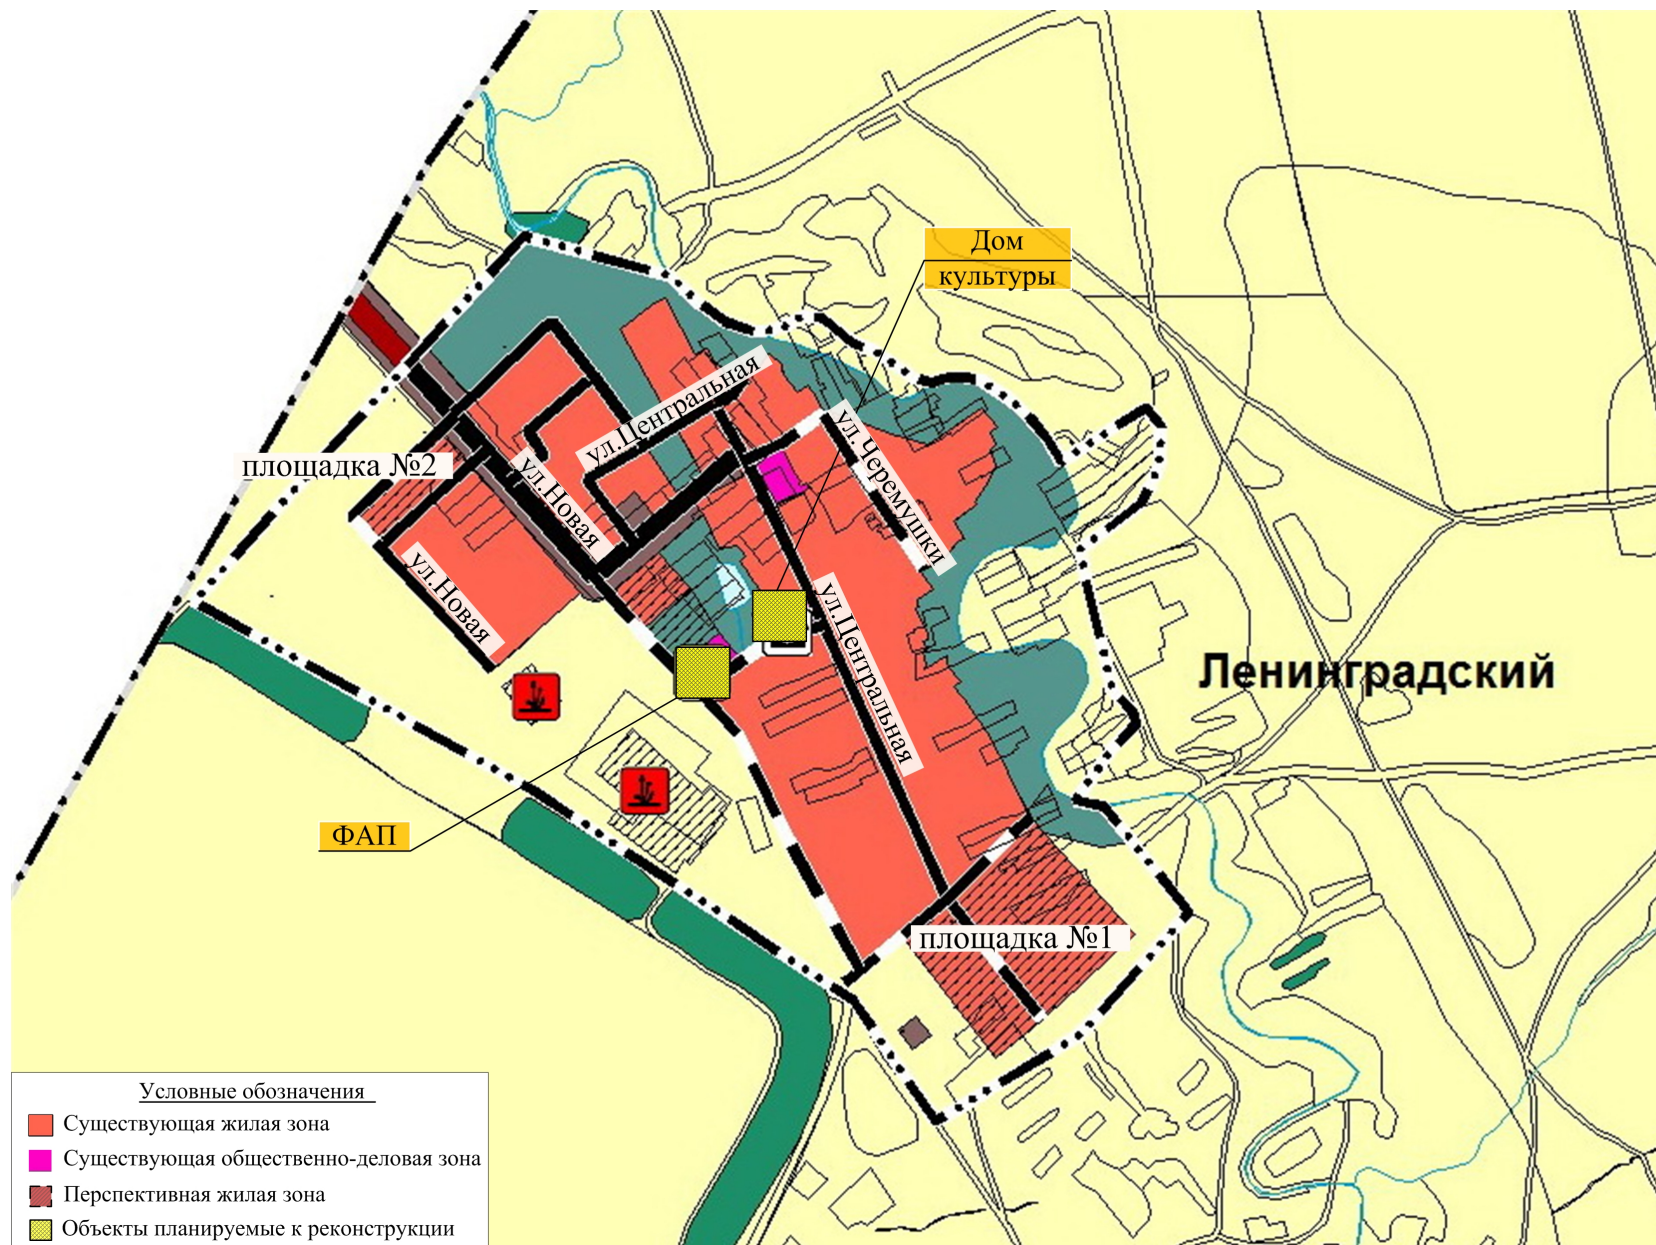 Дом
культуры
ул.Центральная
ул.Черемушки
площадка №2
ул.Новая
ул.Новая
ул.Центральная
Ленинградский
ФАП
площадка №1
Условные обозначения
Существующая жилая зона
Существующая общественно-деловая зона
Перспективная жилая зона
Объекты планируемые к реконструкции